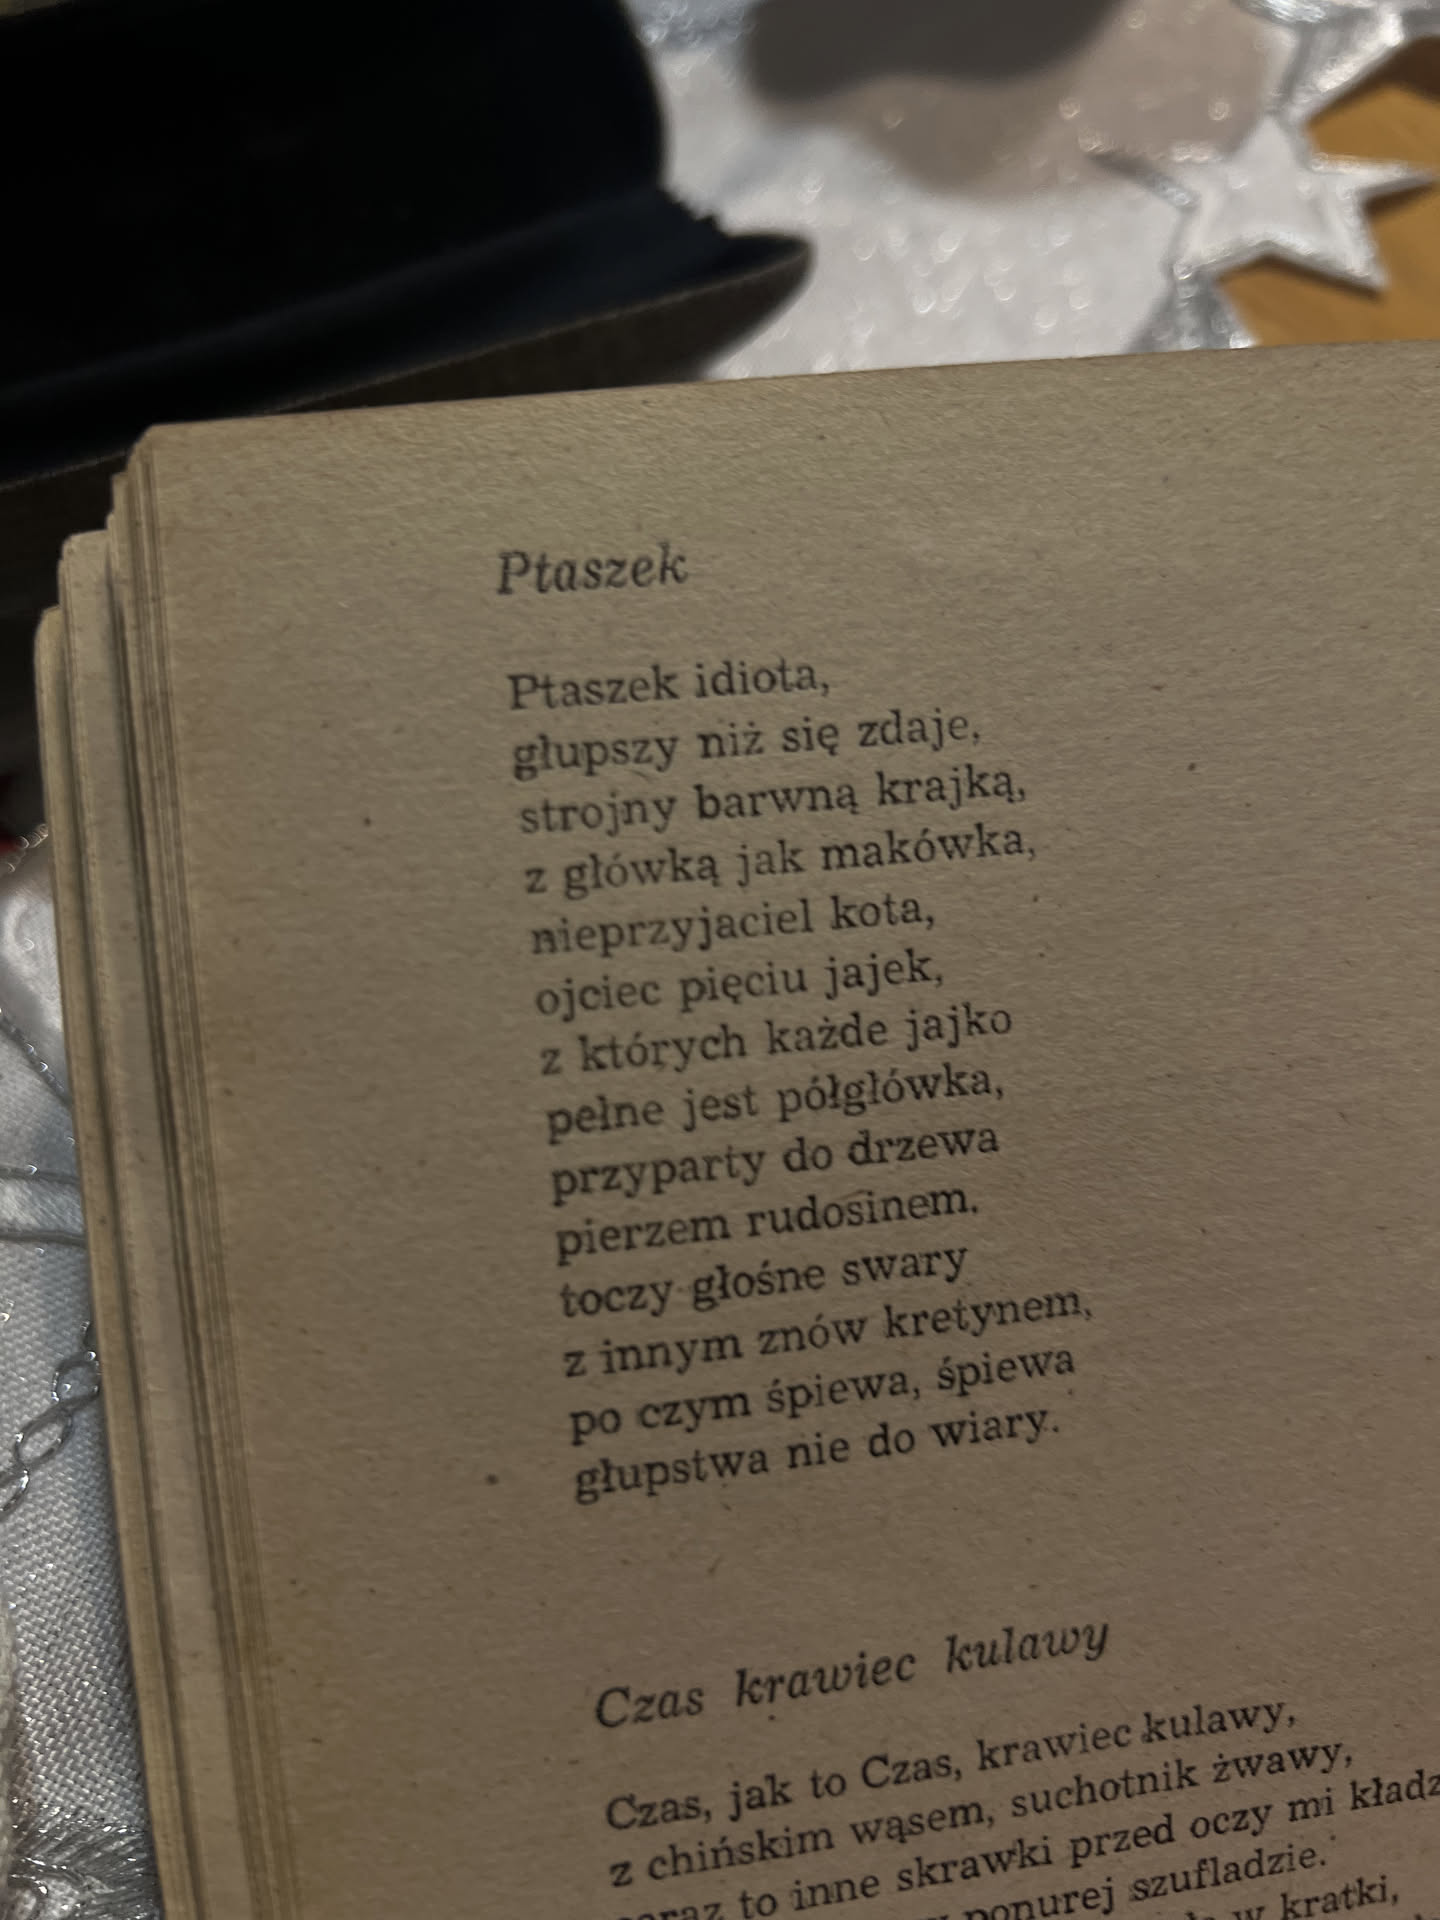 Ptaszek
Ptaszek idiota,
głupszy niż się zdaje,
strojny barwną krajką,
z główką jak makówka,
nieprzyjaciel kota,
ojciec pięciu jajek,
z których każde jajko
pełne jest półgłówka,
przyparty do drzewa
pierzem rudosinem.
toczy głośne swary
z innym znów kretynem,
po czym śpiewa, śpiewa
głupstwa nie do wiary.
Czas krawiec kulawy
Czas, jak to Czas, krawiec kulawy,
z chińskim wąsem, suchotnik żwawy,
to inne skrawki przed oczy mi
ponurej szufladzie.
w kratki,